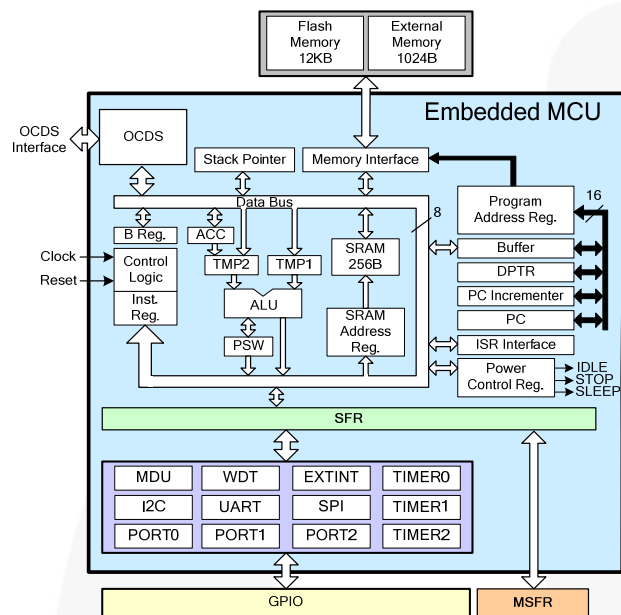 Flash
Memory
12KB
External
Memory
1024B
Embedded MCU
OCDS
Interface
OCDS
Stack Pointer
Memory Interface
Data Bus
8
16
Program
Address Reg.
B Reg.
ACC
Clock
Reset
Control
Logic
Inst.
Reg.
TMP2
TMP1
SRAM
256B
Buffer
DPTR
PC Incrementer
PC
ALU
PSW
SRAM
Address
Reg.
ISR Interface
Power
Control Reg.
IDLE
STOP
SLEEP
SFR
MDU
WDT
EXTINT
TIMER0
I2C
UART
SPI
TIMER1
PORT0
PORT1
PORT2
TIMER2
GPIO
MSFR